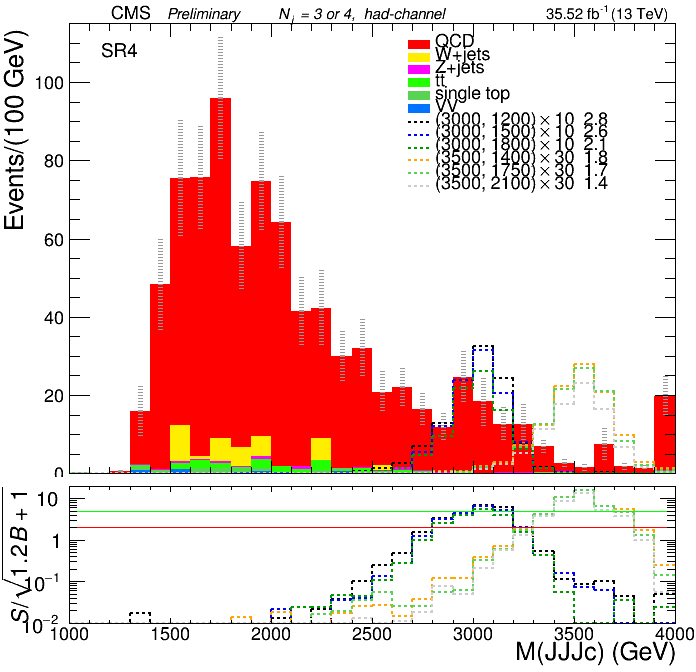 CMS Preliminary N_j = 3 or 4, had-channel 35.52 fb⁻¹ (13 TeV)
SR4
Events/(100 GeV)
100
80
60
40
20
0
QCD
W+jets
Z+jets
tt
single top
VV
(3000, 1200) × 10 2.8
(3000, 1500) × 10 2.6
(3000, 1800) × 10 2.1
(3500, 1400) × 30 1.8
(3500, 1750) × 30 1.7
(3500, 2100) × 30 1.4
S/√1.2B + 1
10
1
10⁻¹
10⁻²
1000 1500 2000 2500 3000 3500 4000
M(JJJc) (GeV)